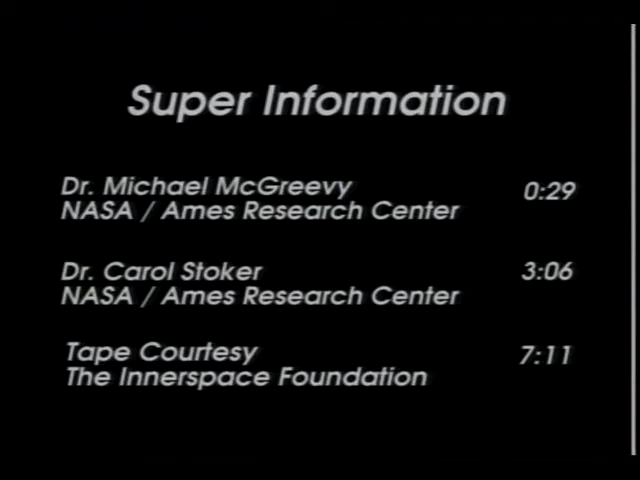 Super Information
Dr. Michael McGreevy 0:29
NASA / Ames Research Center
Dr. Carol Stoker 3:06
NASA / Ames Research Center
Tape Courtesy 7:11
The Innerspace Foundation